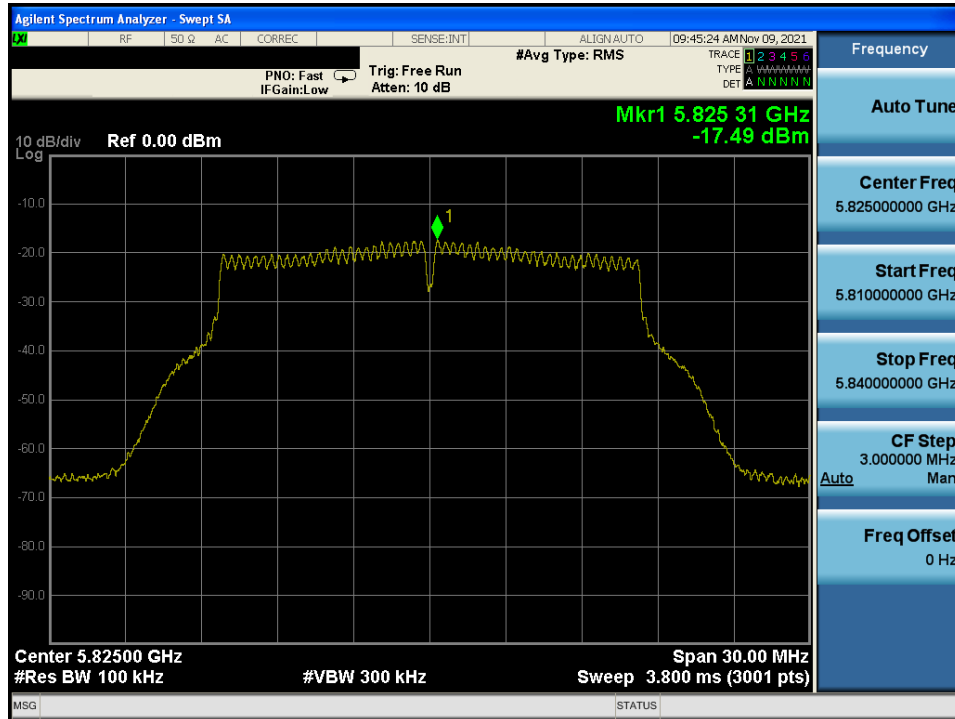 Agilent Spectrum Analyzer - Swept SA
LXI RF 50 Ω AC CORREC SENSE:INT ALIGN AUTO 09:45:24 AM Nov 09, 2021
#Avg Type: RMS TRACE 1 2 3 4 5 6
PNO: Fast Trig: Free Run TYPE A WWWWW
IFGain:Low Atten: 10 dB DET A N N N N N
Frequency
Auto Tune
Center Freq
5.825000000 GHz
Start Freq
5.810000000 GHz
Stop Freq
5.840000000 GHz
CF Step
3.000000 MHz
Auto Man
Freq Offset
0 Hz
Mkr1 5.825 31 GHz
-17.49 dBm
10 dB/div Ref 0.00 dBm
Log
1
-10.0
-20.0
-30.0
-40.0
-50.0
-60.0
-70.0
-80.0
-90.0
Center 5.82500 GHz Span 30.00 MHz
#Res BW 100 kHz #VBW 300 kHz Sweep 3.800 ms (3001 pts)
MSG STATUS